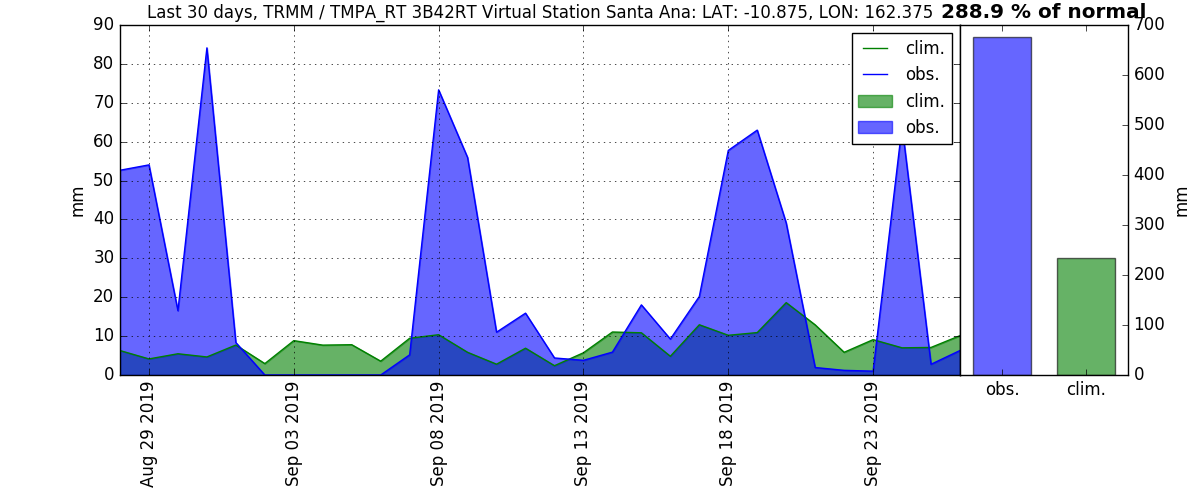 Last 30 days, TRMM / TMPA_RT 3B42RT Virtual Station Santa Ana: LAT: -10.875, LON: 162.375
288.9 % of normal
90
80
70
60
50
40
30
20
10
0
mm
clim.
obs.
clim.
obs.
Aug 29 2019
Sep 03 2019
Sep 08 2019
Sep 13 2019
Sep 18 2019
Sep 23 2019
700
600
500
400
300
200
100
0
mm
obs.
clim.